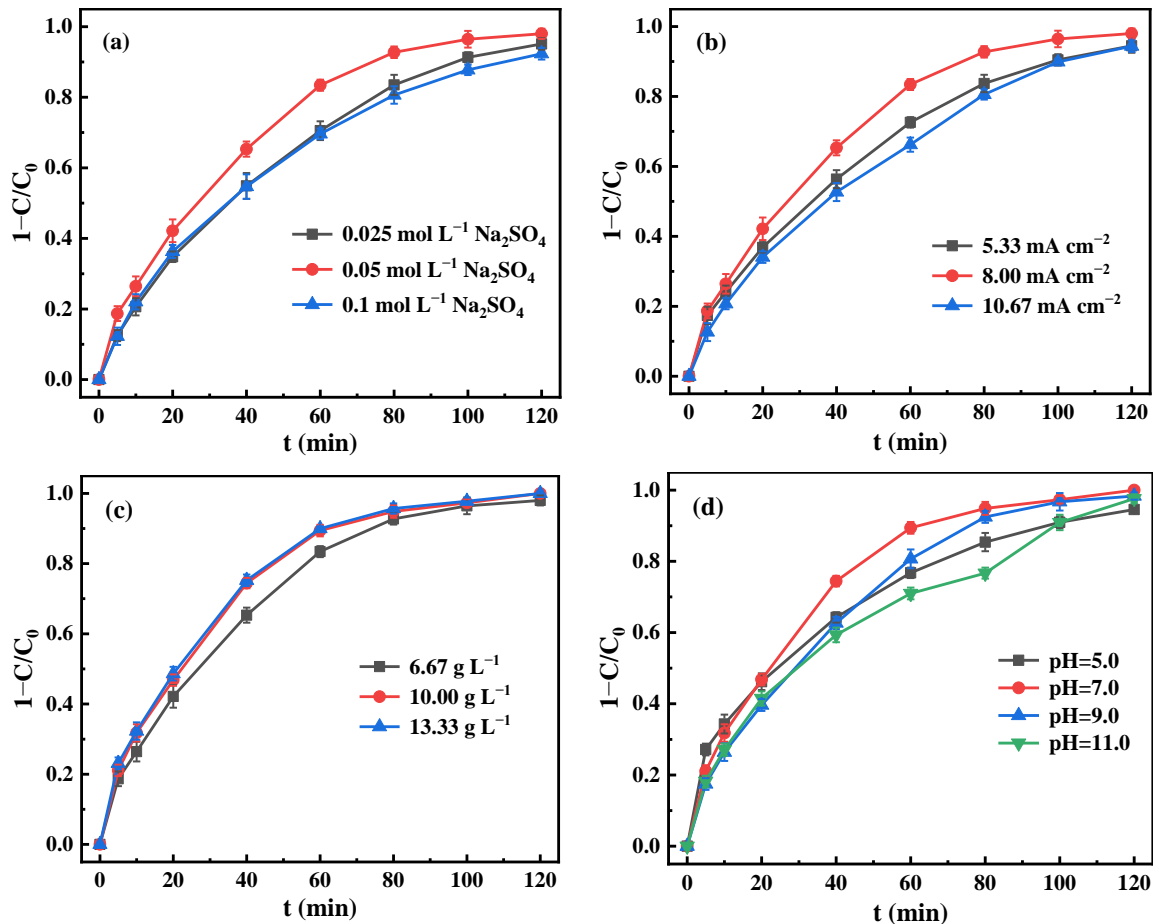 (a)
1−C/C₀
1.0
0.8
0.6
0.4
0.2
0.0
0.025 mol L⁻¹ Na₂SO₄
0.05 mol L⁻¹ Na₂SO₄
0.1 mol L⁻¹ Na₂SO₄
0 20 40 60 80 100 120
t (min)
(b)
1−C/C₀
1.0
0.8
0.6
0.4
0.2
0.0
5.33 mA cm⁻²
8.00 mA cm⁻²
10.67 mA cm⁻²
0 20 40 60 80 100 120
t (min)
(c)
1−C/C₀
1.0
0.8
0.6
0.4
0.2
0.0
6.67 g L⁻¹
10.00 g L⁻¹
13.33 g L⁻¹
0 20 40 60 80 100 120
t (min)
(d)
1−C/C₀
1.0
0.8
0.6
0.4
0.2
0.0
pH=5.0
pH=7.0
pH=9.0
pH=11.0
0 20 40 60 80 100 120
t (min)